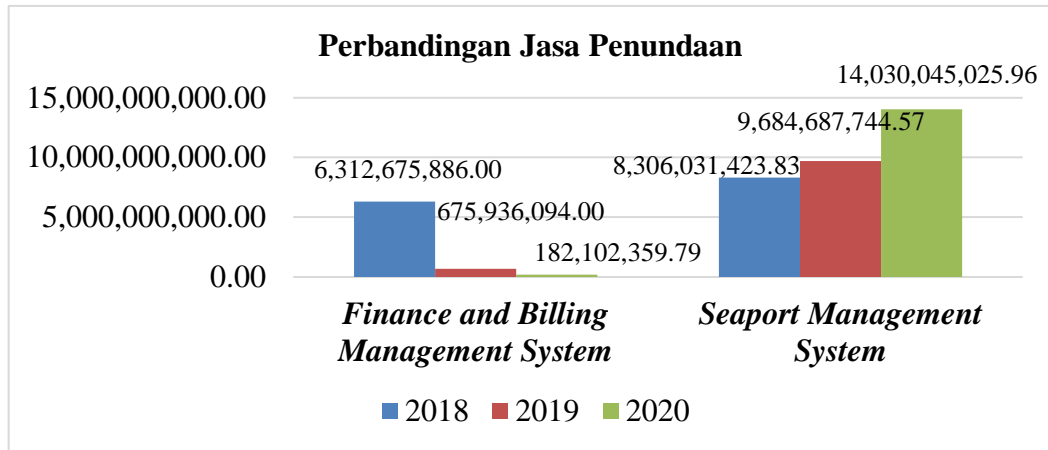 Perbandingan Jasa Penundaan
14,030,045,025.96
15,000,000,000.00
9,684,687,744.57
10,000,000,000.00
6,312,675,886.00
8,306,031,423.83
5,000,000,000.00
675,936,094.00
182,102,359.79
0.00
Finance and Billing
Management System
Seaport Management
System
2018 2019 2020